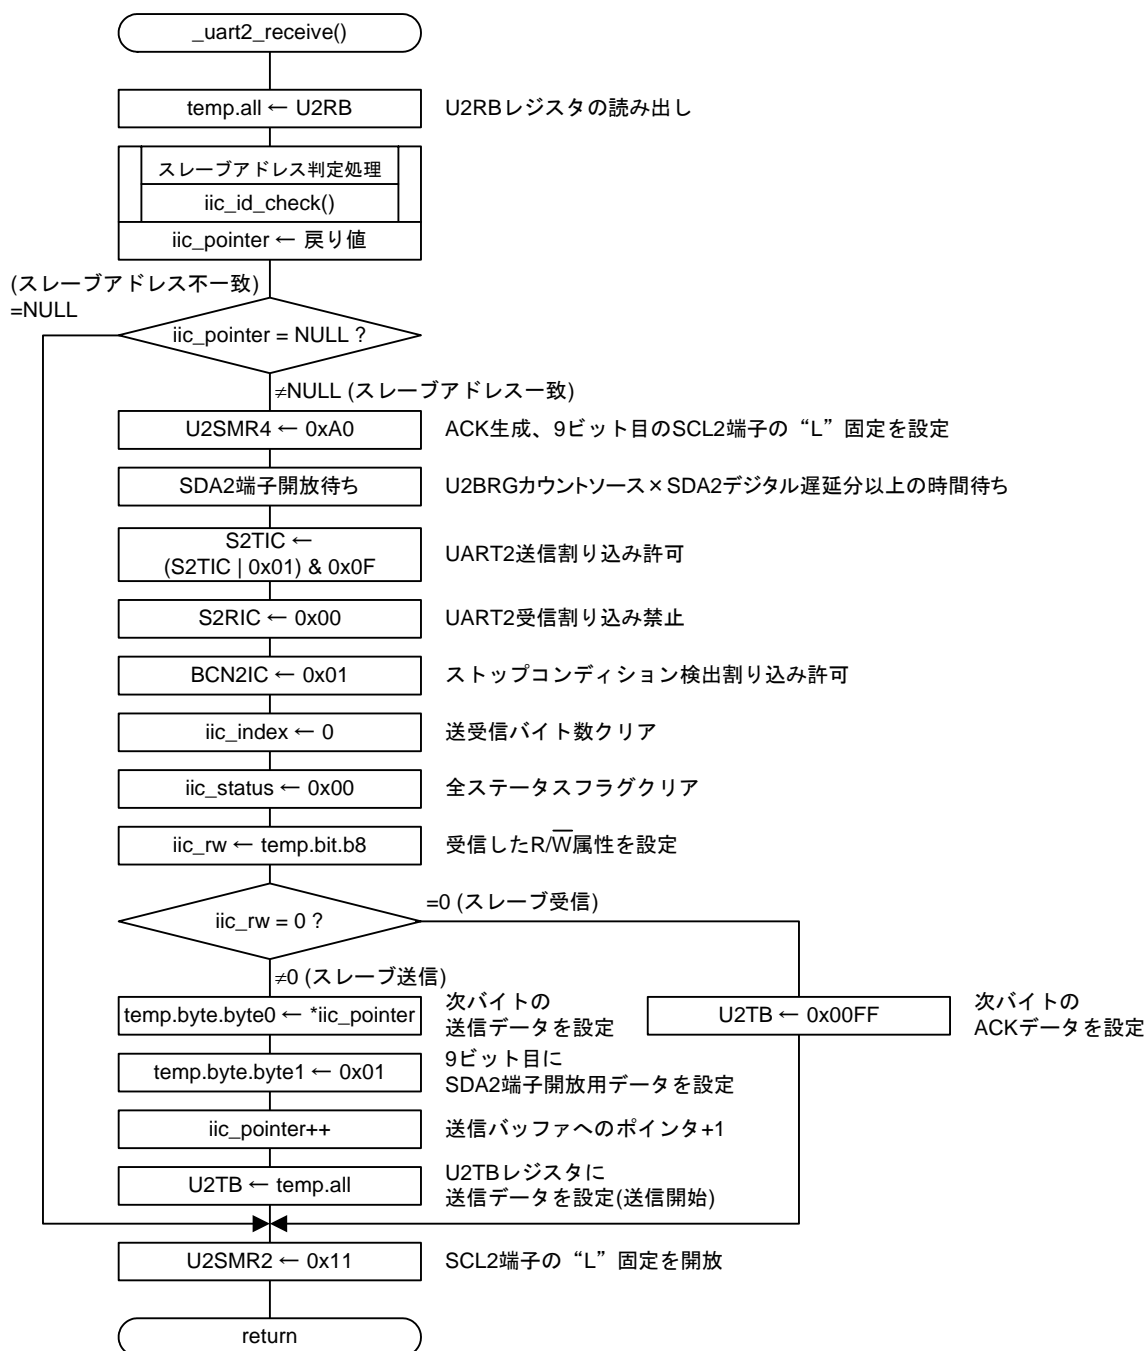 _uart2_receive()
temp.all ← U2RB
U2RBレジスタの読み出し
スレーブアドレス判定処理
iic_id_check()
iic_pointer ← 戻り値
(スレーブアドレス不一致)
=NULL
iic_pointer = NULL ?
≠NULL (スレーブアドレス一致)
U2SMR4 ← 0xA0
ACK生成、9ビット目のSCL2端子の“L”固定を設定
SDA2端子開放待ち
U2BRGカウントソース×SDA2デジタル遅延分以上の時間待ち
S2TIC ←
(S2TIC | 0x01) & 0x0F
UART2送信割り込み許可
S2RIC ← 0x00
UART2受信割り込み禁止
BCN2IC ← 0x01
ストップコンディション検出割り込み許可
iic_index ← 0
送受信バイト数クリア
iic_status ← 0x00
全ステータスフラグクリア
iic_rw ← temp.bit.b8
受信したR/W̅属性を設定
iic_rw = 0 ?
=0 (スレーブ受信)
≠0 (スレーブ送信)
temp.byte.byte0 ← *iic_pointer
次バイトの
送信データを設定
U2TB ← 0x00FF
次バイトの
ACKデータを設定
temp.byte.byte1 ← 0x01
9ビット目に
SDA2端子開放用データを設定
iic_pointer++
送信バッファへのポインタ+1
U2TB ← temp.all
U2TBレジスタに
送信データを設定(送信開始)
U2SMR2 ← 0x11
SCL2端子の“L”固定を開放
return